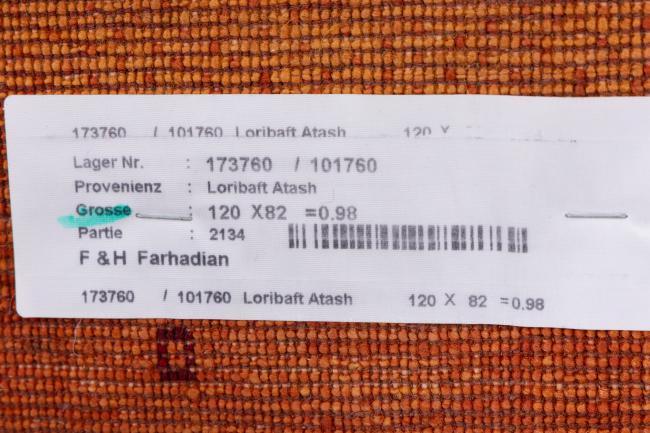 173760 / 101760 Loribaft Atash 120 X
Lager Nr. : 173760 / 101760
Provenienz : Loribaft Atash
Grosse : 120 X82 =0.98
Partie : 2134
F & H Farhadian
173760 / 101760 Loribaft Atash 120 X 82 =0.98